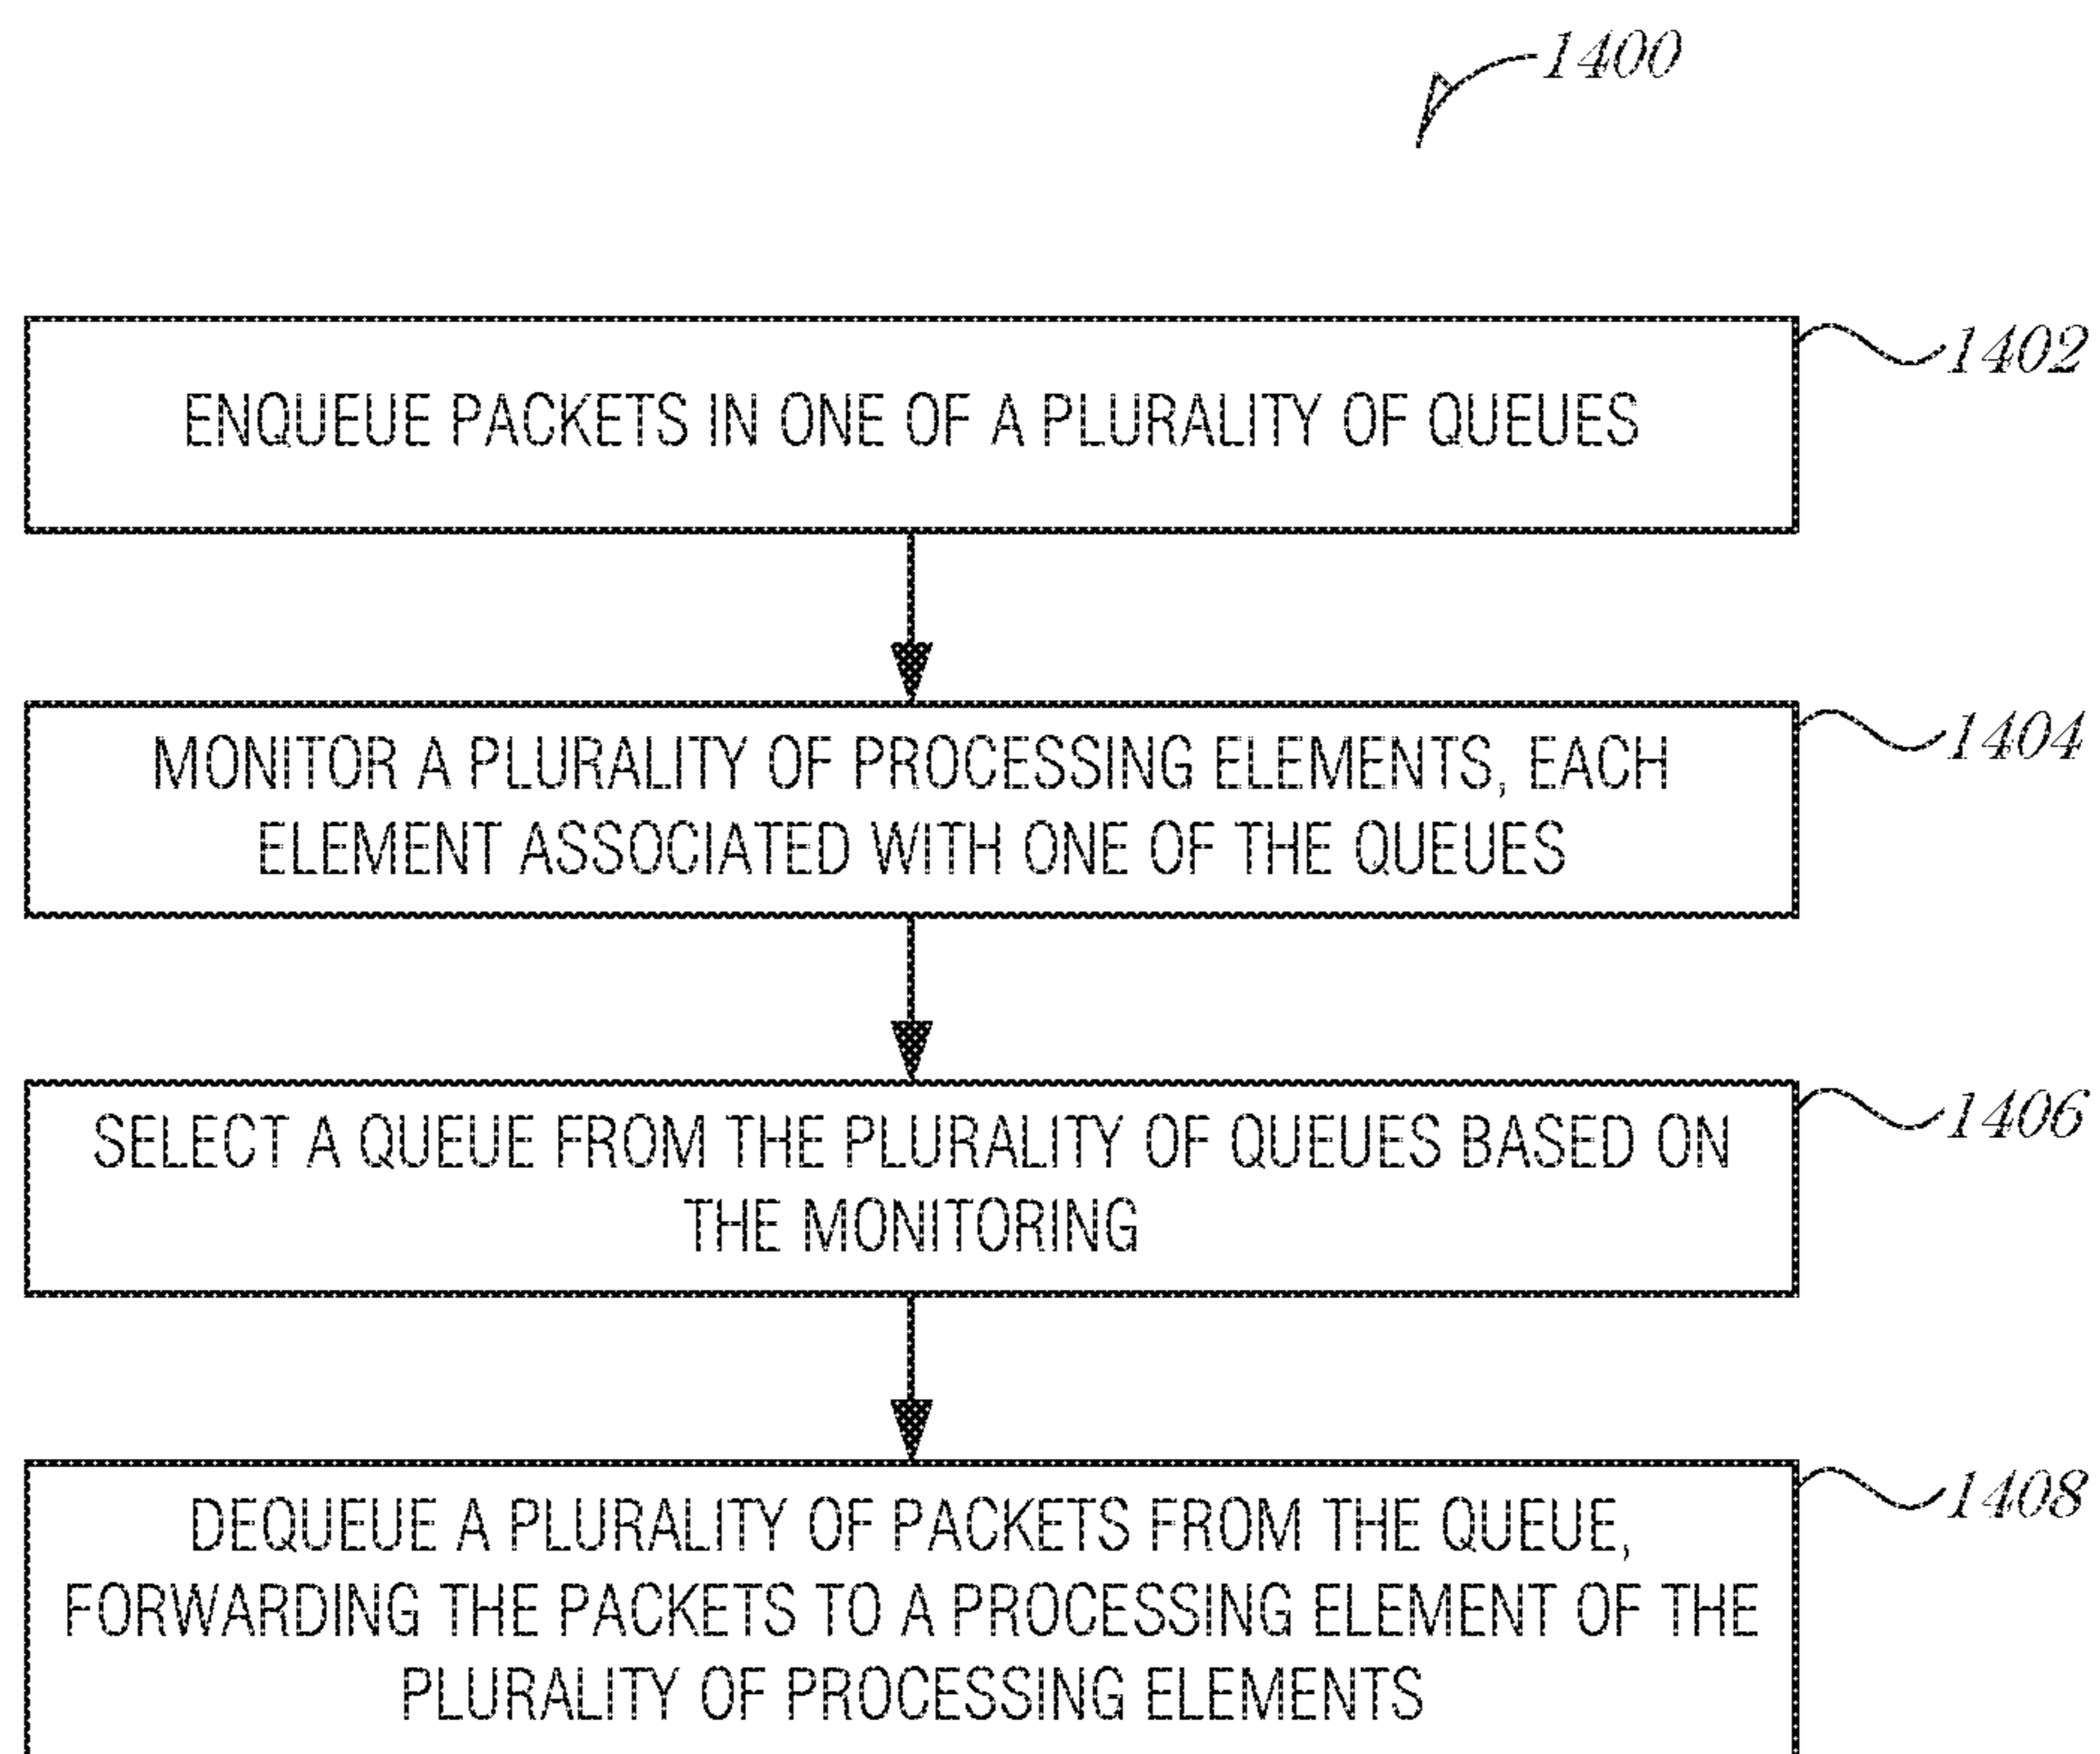 1400
ENQUEUE PACKETS IN ONE OF A PLURALITY OF QUEUES
1402
MONITOR A PLURALITY OF PROCESSING ELEMENTS, EACH
ELEMENT ASSOCIATED WITH ONE OF THE QUEUES
1404
SELECT A QUEUE FROM THE PLURALITY OF QUEUES BASED ON
THE MONITORING
1406
DEQUEUE A PLURALITY OF PACKETS FROM THE QUEUE,
FORWARDING THE PACKETS TO A PROCESSING ELEMENT OF THE
PLURALITY OF PROCESSING ELEMENTS
1408